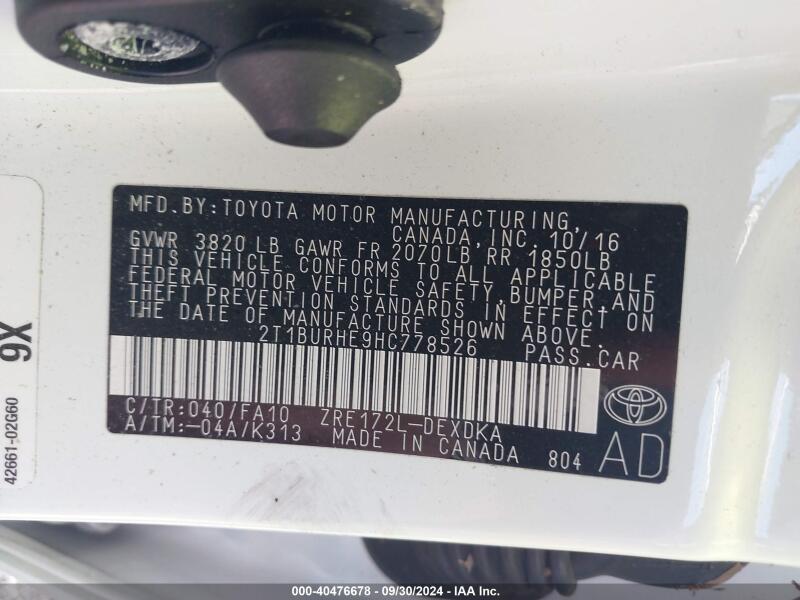 MFD.BY:TOYOTA MOTOR MANUFACTURING,
CANADA,INC. 10/16
GVWR 3820 LB GAWR FR 2070LB RR 1850LB
THIS VEHICLE CONFORMS TO ALL APPLICABLE
FEDERAL MOTOR VEHICLE SAFETY,BUMPER,AND
THEFT PREVENTION STANDARDS IN EFFECT ON
THE DATE OF MANUFACTURE SHOWN ABOVE.
2T1BURHE9HC778526 PASS.CAR
C/TR:040/FA10 ZRE172L-DEXDKA
A/TM:-04A/K313 MADE IN CANADA 804
AD
9X
42661-02G60
000-40476678 - 09/30/2024 - IAA Inc.